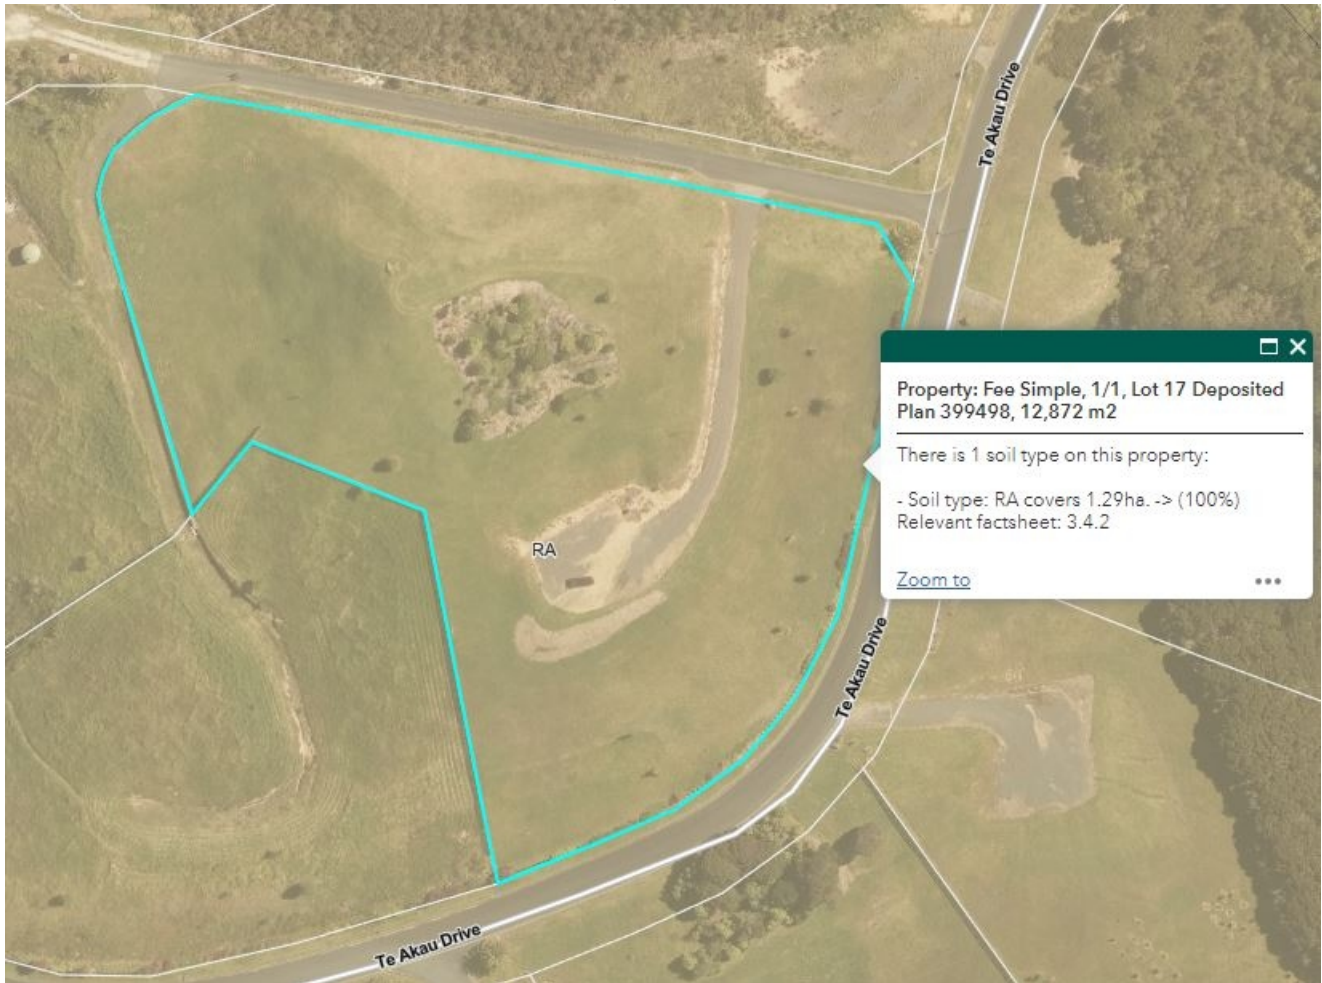 Te Akau Drive
Property: Fee Simple, 1/1, Lot 17 Deposited
Plan 399498, 12,872 m2
There is 1 soil type on this property:
- Soil type: RA covers 1.29ha. -> (100%)
Relevant factsheet: 3.4.2
Zoom to
RA
Te Akau Drive
Te Akau Drive